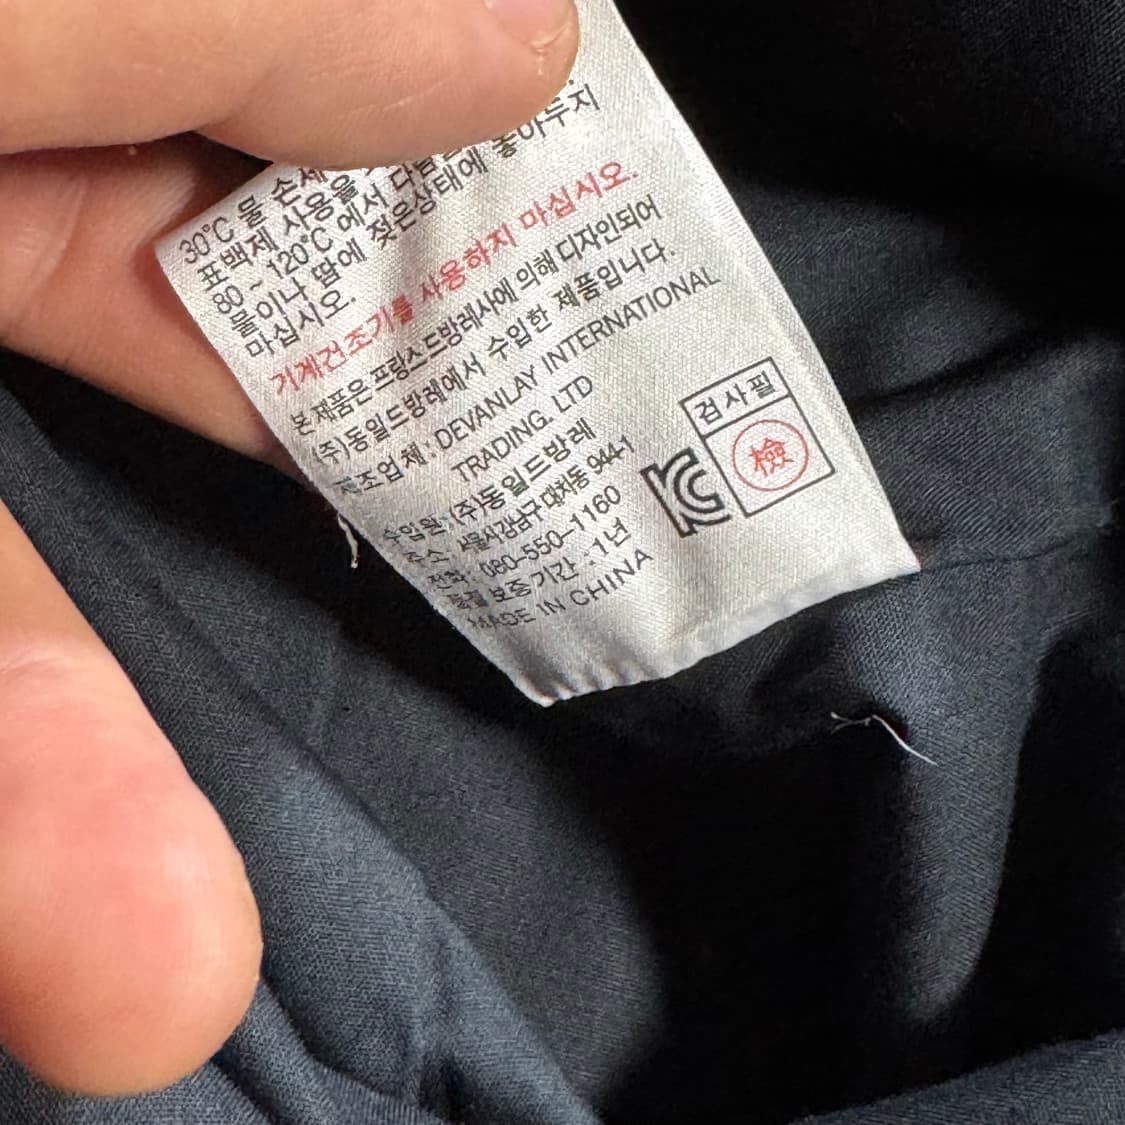 30℃ 물 손세
표백제 사용을
80 ~ 120℃ 에서 다림
물이나 땀에 젖은상태에 놓아두지
마십시오.
기계건조기를 사용하지 마십시오.
본 제품은 프랑스드방레사에 의해 디자인되어
(주)동일드방레에서 수입한 제품입니다.
제조업체 : DEVANLAY INTERNATIONAL
TRADING. LTD
수입원 : (주)동일드방레
주소 : 서울시강남구 대치동 944-1
전화 : 080-550-1160
품질 보증기간 : 1년
MADE IN CHINA
검사필
檢